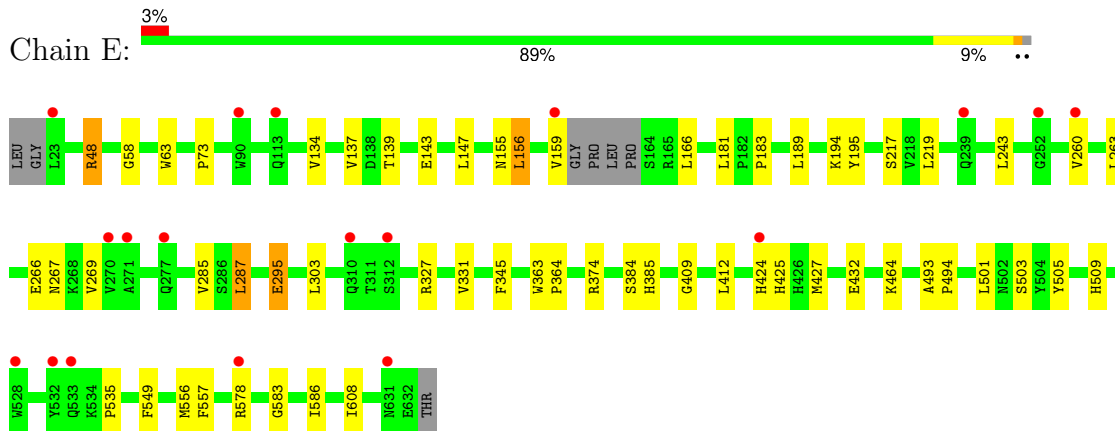 3%
Chain E:
89%
9%
••
LEU GLY L23 R48 G58 W63 P73 W90 Q113 V134 V137 D138 T139 E143 L147 N155 L156 V159 GLY PRO LEU PRO S164 R165 L166 L181 P182 P183 L189 K194 Y195 S217 V218 L219 Q239 L243 G252 V260
E266 N267 K268 V269 V270 A271 Q277 V285 S286 L287 E295 L303 Q310 T311 S312 R327 V331 F345 W363 P364 R374 S384 H385 G409 L412 H424 H425 H426 M427 E432 K464 A493 P494 L501 N502 S503 Y504 Y505 H509
W528 Y532 Q533 K534 P535 F549 M556 F557 R578 G583 I586 I608 N631 E632 THR